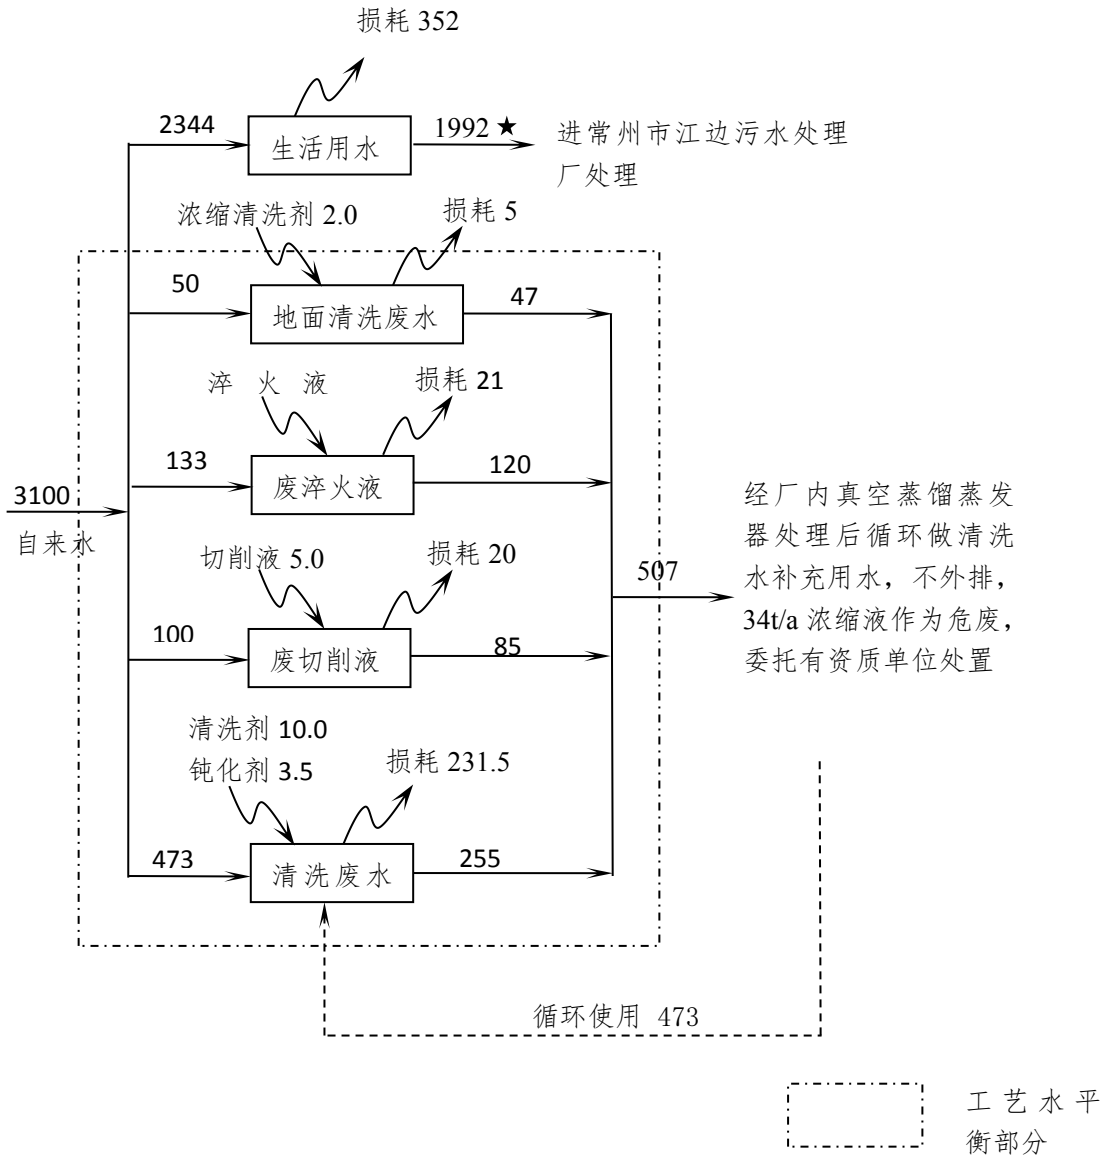 损耗 352
2344
生活用水
1992 ★
进常州市江边污水处理
厂处理
浓缩清洗剂 2.0
损耗 5
50
地面清洗废水
47
淬 火 液
损耗 21
133
废淬火液
120
3100
自来水
切削液 5.0
损耗 20
100
废切削液
85
507
经厂内真空蒸馏蒸发
器处理后循环做清洗
水补充用水，不外排，
34t/a 浓缩液作为危废，
委托有资质单位处置
清洗剂 10.0
钝化剂 3.5
损耗 231.5
473
清洗废水
255
循环使用 473
工艺水平
衡部分